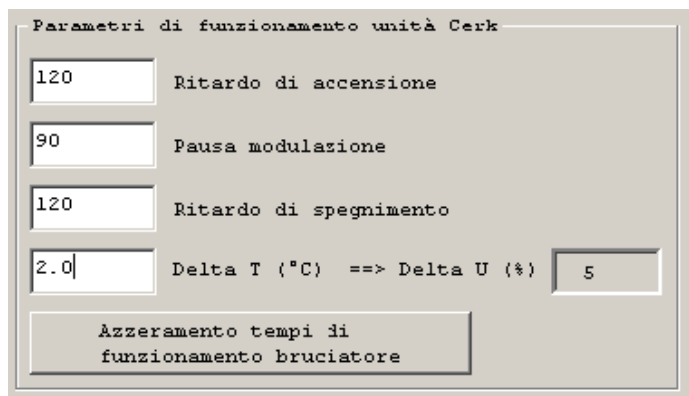 Parametri di funzionamento unità Cerk
120 Ritardo di accensione
90 Pausa modulazione
120 Ritardo di spegnimento
2.0 Delta T (°C) ==> Delta U (%) 5
Azzeramento tempi di
funzionamento bruciatore